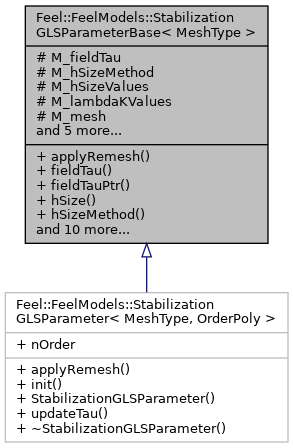 Feel::FeelModels::Stabilization
GLSParameterBase< MeshType >
# M_fieldTau
# M_hSizeMethod
# M_hSizeValues
# M_lambdaKValues
# M_mesh
and 5 more...
+ applyRemesh()
+ fieldTau()
+ fieldTauPtr()
+ hSize()
+ hSizeMethod()
and 10 more...
Feel::FeelModels::Stabilization
GLSParameter< MeshType, OrderPoly >
+ nOrder
+ applyRemesh()
+ init()
+ StabilizationGLSParameter()
+ updateTau()
+ ~StabilizationGLSParameter()